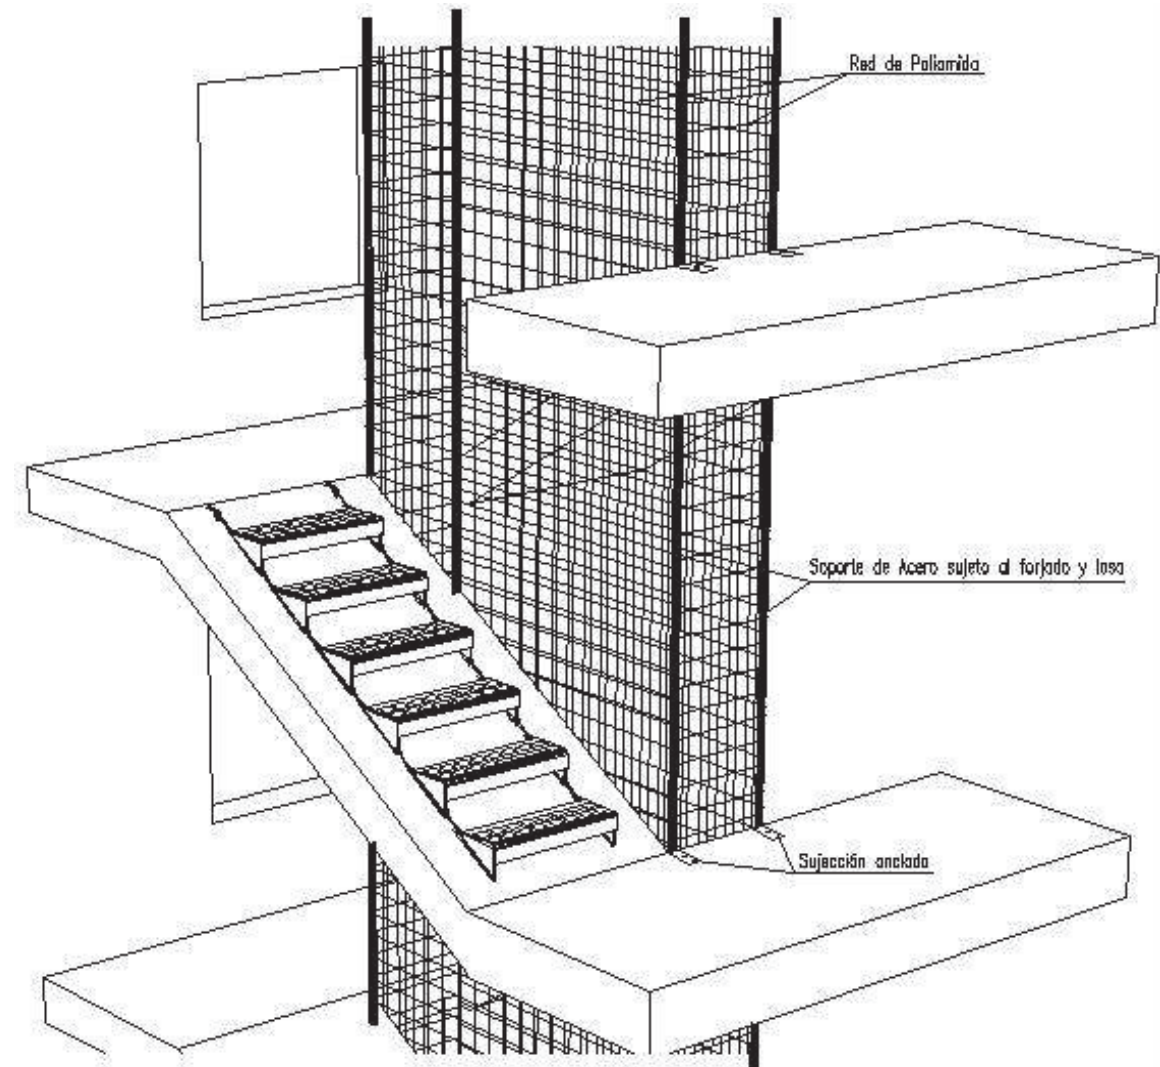 Red de Poliamida
Soporte de Acero sujeto al forjado y losa
Sujección anclada